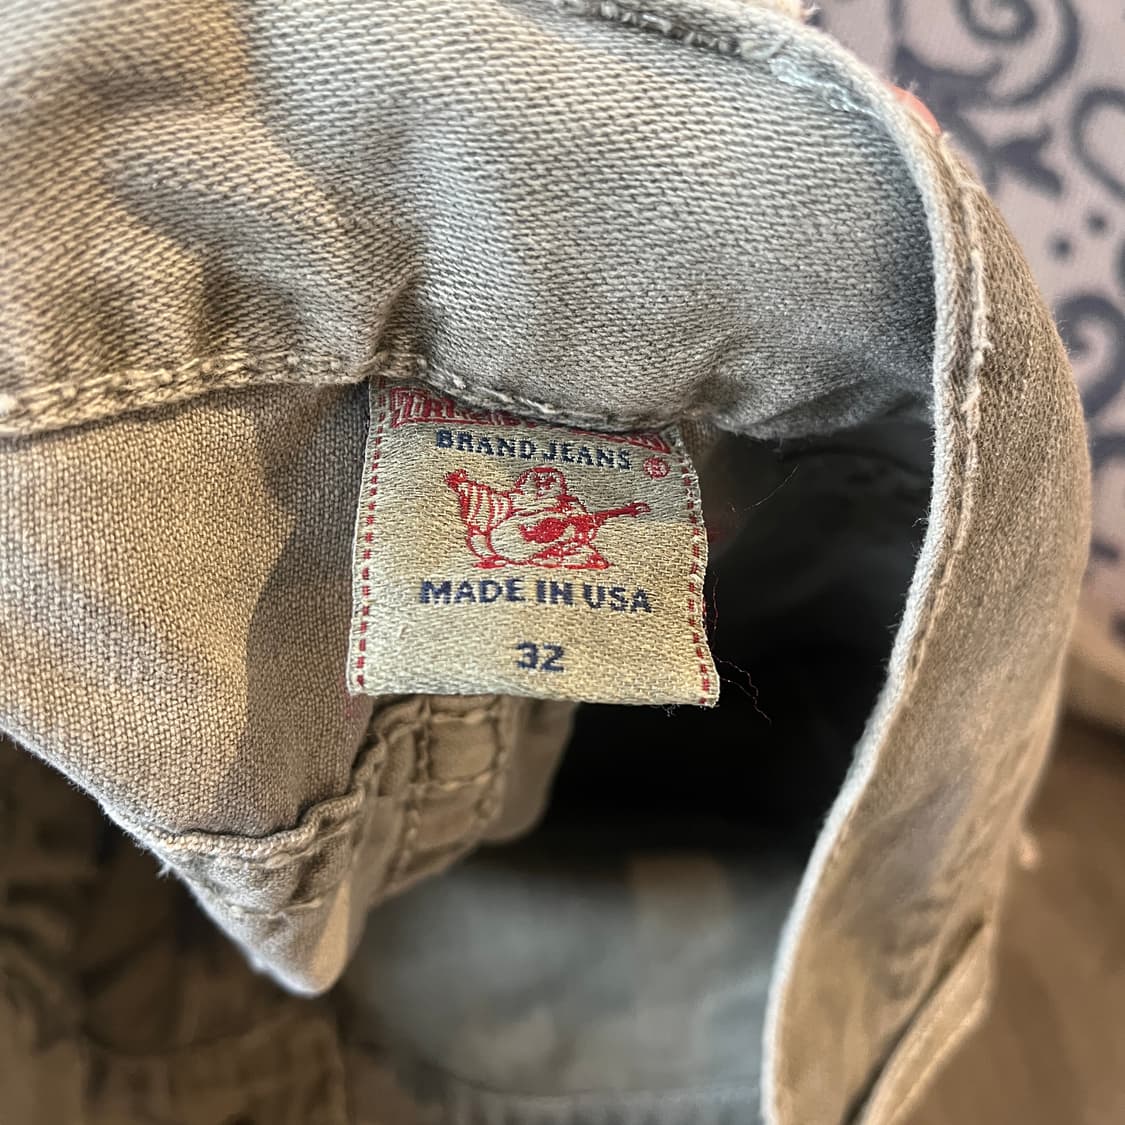 BRAND JEANS
®
MADE IN USA
32